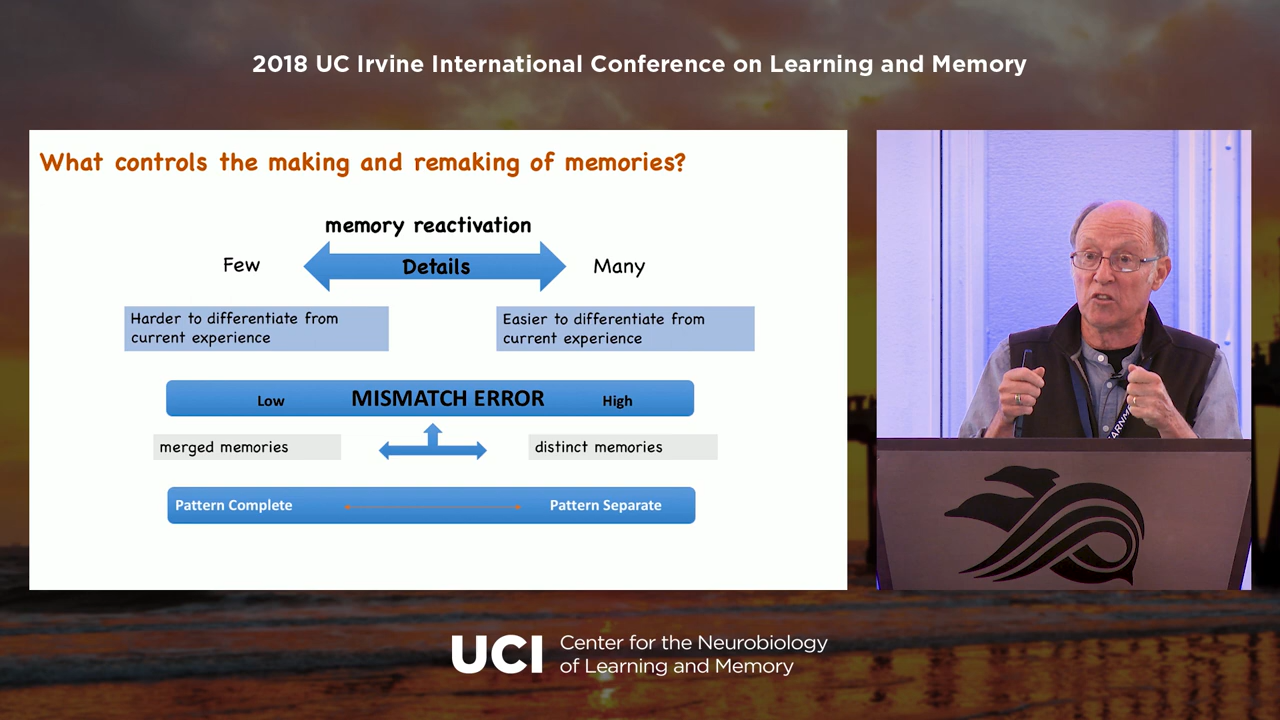 2018 UC Irvine International Conference on Learning and Memory
What controls the making and remaking of memories?
memory reactivation
Few
Details
Many
Harder to differentiate from
current experience
Easier to differentiate from
current experience
Low
MISMATCH ERROR
High
merged memories
distinct memories
Pattern Complete
Pattern Separate
UCI
Center for the Neurobiology
of Learning and Memory